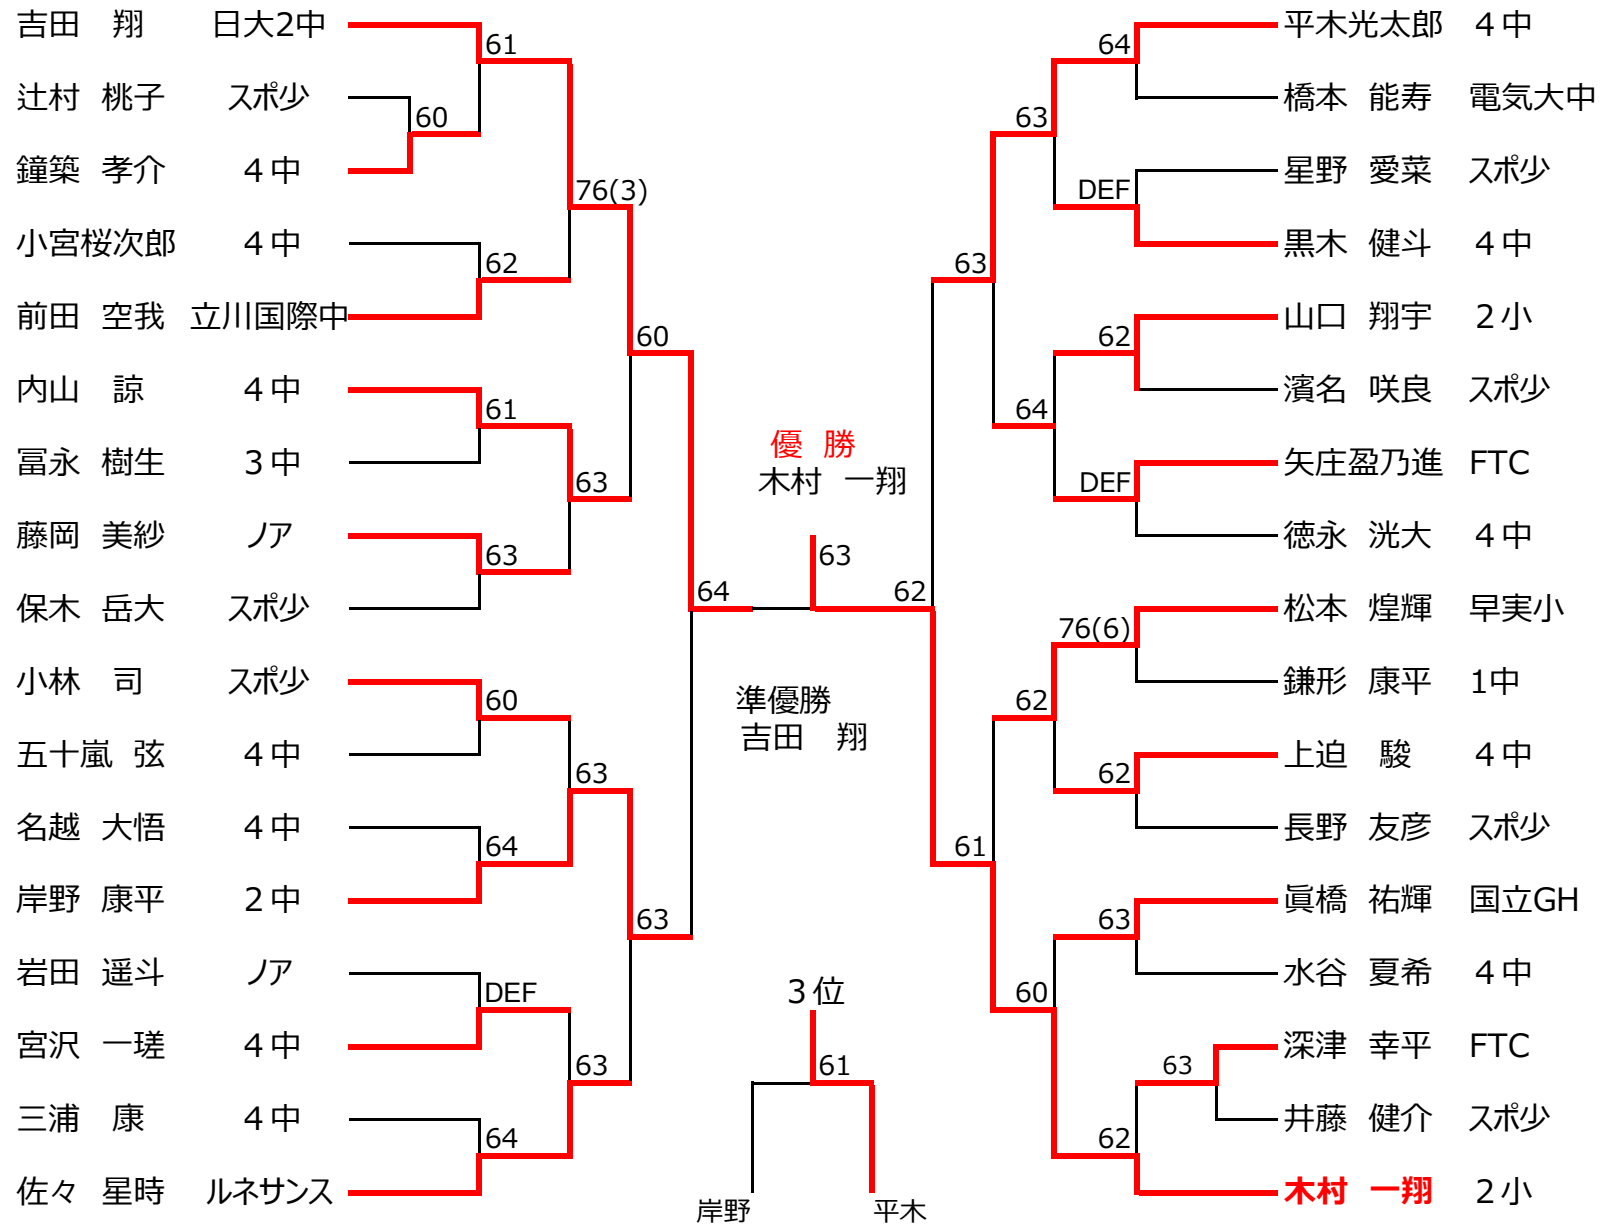 吉田　翔　日大2中
61
辻村　桃子　スポ少
60
鐘築　孝介　４中
76(3)
小宮桜次郎　４中
62
前田　空我　立川国際中
60
内山　諒　４中
61
冨永　樹生　３中
63
藤岡　美紗　ノア
63
保木　岳大　スポ少
64
小林　司　スポ少
60
五十嵐　弦　４中
63
名越　大悟　４中
64
岸野　康平　２中
63
岩田　遥斗　ノア
DEF
宮沢　一瑳　４中
63
三浦　康　４中
64
佐々　星時　ルネサンス
優　勝
木村　一翔
63
準優勝
吉田　翔
３位
61
岸野　平木
平木光太郎　４中
64
橋本　能寿　電気大中
63
星野　愛菜　スポ少
DEF
黒木　健斗　４中
63
山口　翔宇　２小
62
濱名　咲良　スポ少
64
矢庄盈乃進　FTC
DEF
徳永　洸大　４中
62
松本　煌輝　早実小
76(6)
鎌形　康平　1中
62
上迫　駿　４中
62
長野　友彦　スポ少
61
眞橋　祐輝　国立GH
63
水谷　夏希　４中
60
深津　幸平　FTC
63
井藤　健介　スポ少
62
木村　一翔　２小